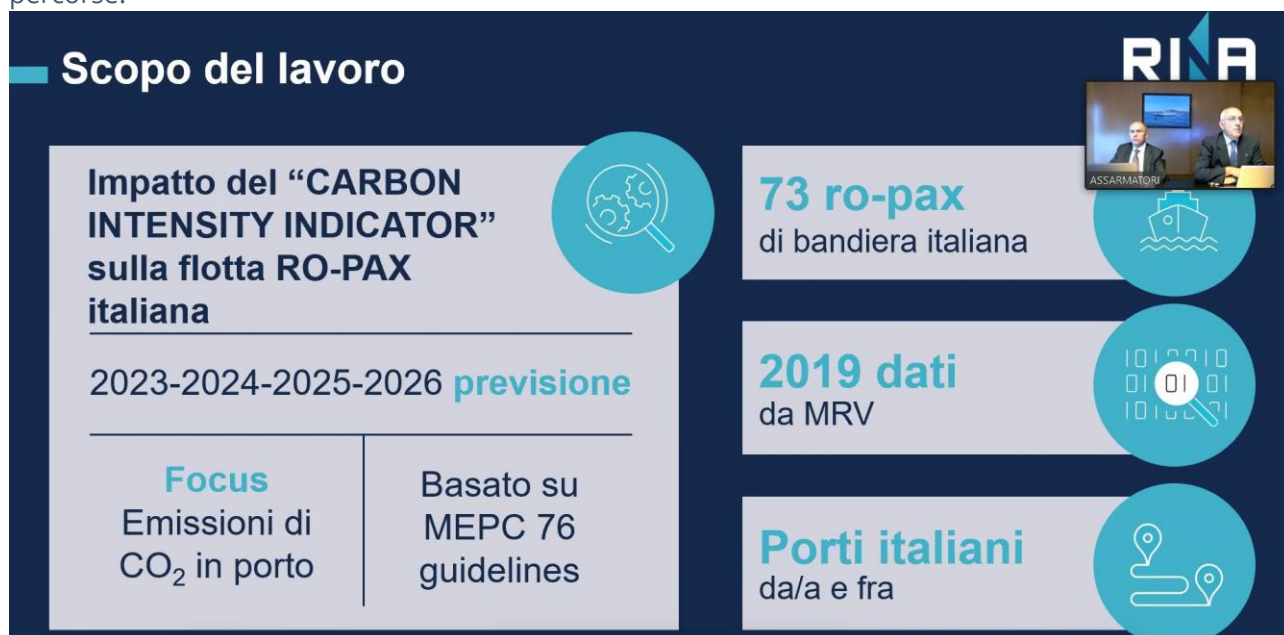 percorse.
Scopo del lavoro
RINA
ASSARMATORI
Impatto del “CARBON
INTENSITY INDICATOR”
sulla flotta RO-PAX
italiana
2023-2024-2025-2026 previsione
Focus
Emissioni di
CO₂ in porto
Basato su
MEPC 76
guidelines
73 ro-pax
di bandiera italiana
2019 dati
da MRV
01
Porti italiani
da/a e fra